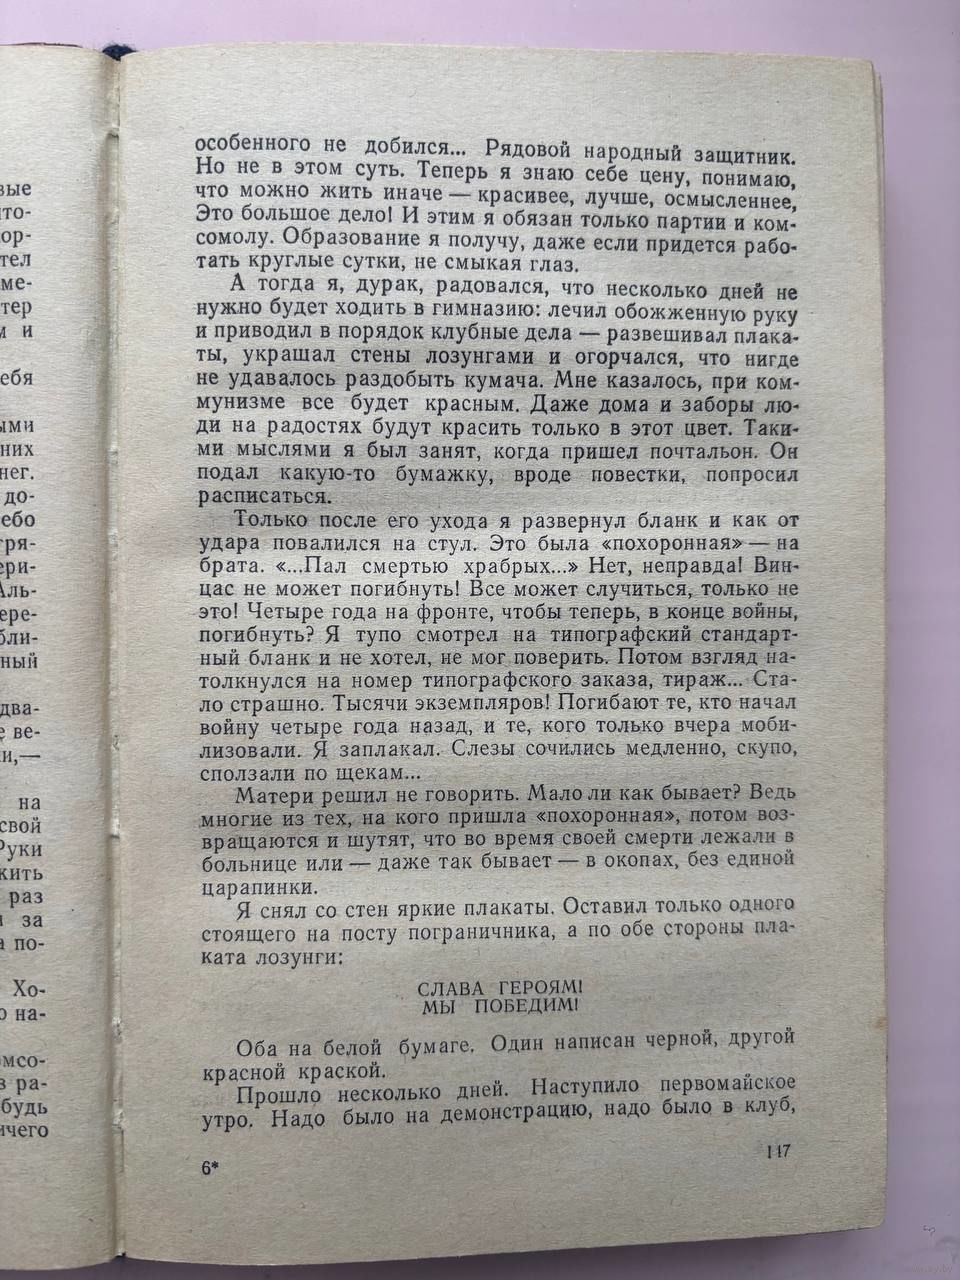 особенного не добился... Рядовой народный защитник.
Но не в этом суть. Теперь я знаю себе цену, понимаю,
что можно жить иначе — красивее, лучше, осмысленнее,
Это большое дело! И этим я обязан только партии и ком-
сомолу. Образование я получу, даже если придется рабо-
тать круглые сутки, не смыкая глаз.
А тогда я, дурак, радовался, что несколько дней не
нужно будет ходить в гимназию: лечил обожженную руку
и приводил в порядок клубные дела — развешивал плака-
ты, украшал стены лозунгами и огорчался, что нигде
не удавалось раздобыть кумача. Мне казалось, при ком-
мунизме все будет красным. Даже дома и заборы лю-
ди на радостях будут красить только в этот цвет. Таки-
ми мыслями я был занят, когда пришел почтальон. Он
подал какую-то бумажку, вроде повестки, попросил
расписаться.
Только после его ухода я развернул бланк и как от
удара повалился на стул. Это была «похоронная» — на
брата. «...Пал смертью храбрых...» Нет, неправда! Вин-
цас не может погибнуть! Все может случиться, только не
это! Четыре года на фронте, чтобы теперь, в конце войны,
погибнуть? Я тупо смотрел на типографский стандарт-
ный бланк и не хотел, не мог поверить. Потом взгляд на-
толкнулся на номер типографского заказа, тираж... Ста-
ло страшно. Тысячи экземпляров! Погибают те, кто начал
войну четыре года назад, и те, кого только вчера моби-
лизовали. Я заплакал. Слезы сочились медленно, скупо,
сползали по щекам...
Матери решил не говорить. Мало ли как бывает? Ведь
многие из тех, на кого пришла «похоронная», потом воз-
вращаются и шутят, что во время своей смерти лежали в
больнице или — даже так бывает — в окопах, без единой
царапинки.
Я снял со стен яркие плакаты. Оставил только одного
стоящего на посту пограничника, а по обе стороны пла-
ката лозунги:
СЛАВА ГЕРОЯМ!
МЫ ПОБЕДИМ!
Оба на белой бумаге. Один написан черной, другой
красной краской.
Прошло несколько дней. Наступило первомайское
утро. Надо было на демонстрацию, надо было в клуб,
6*
147